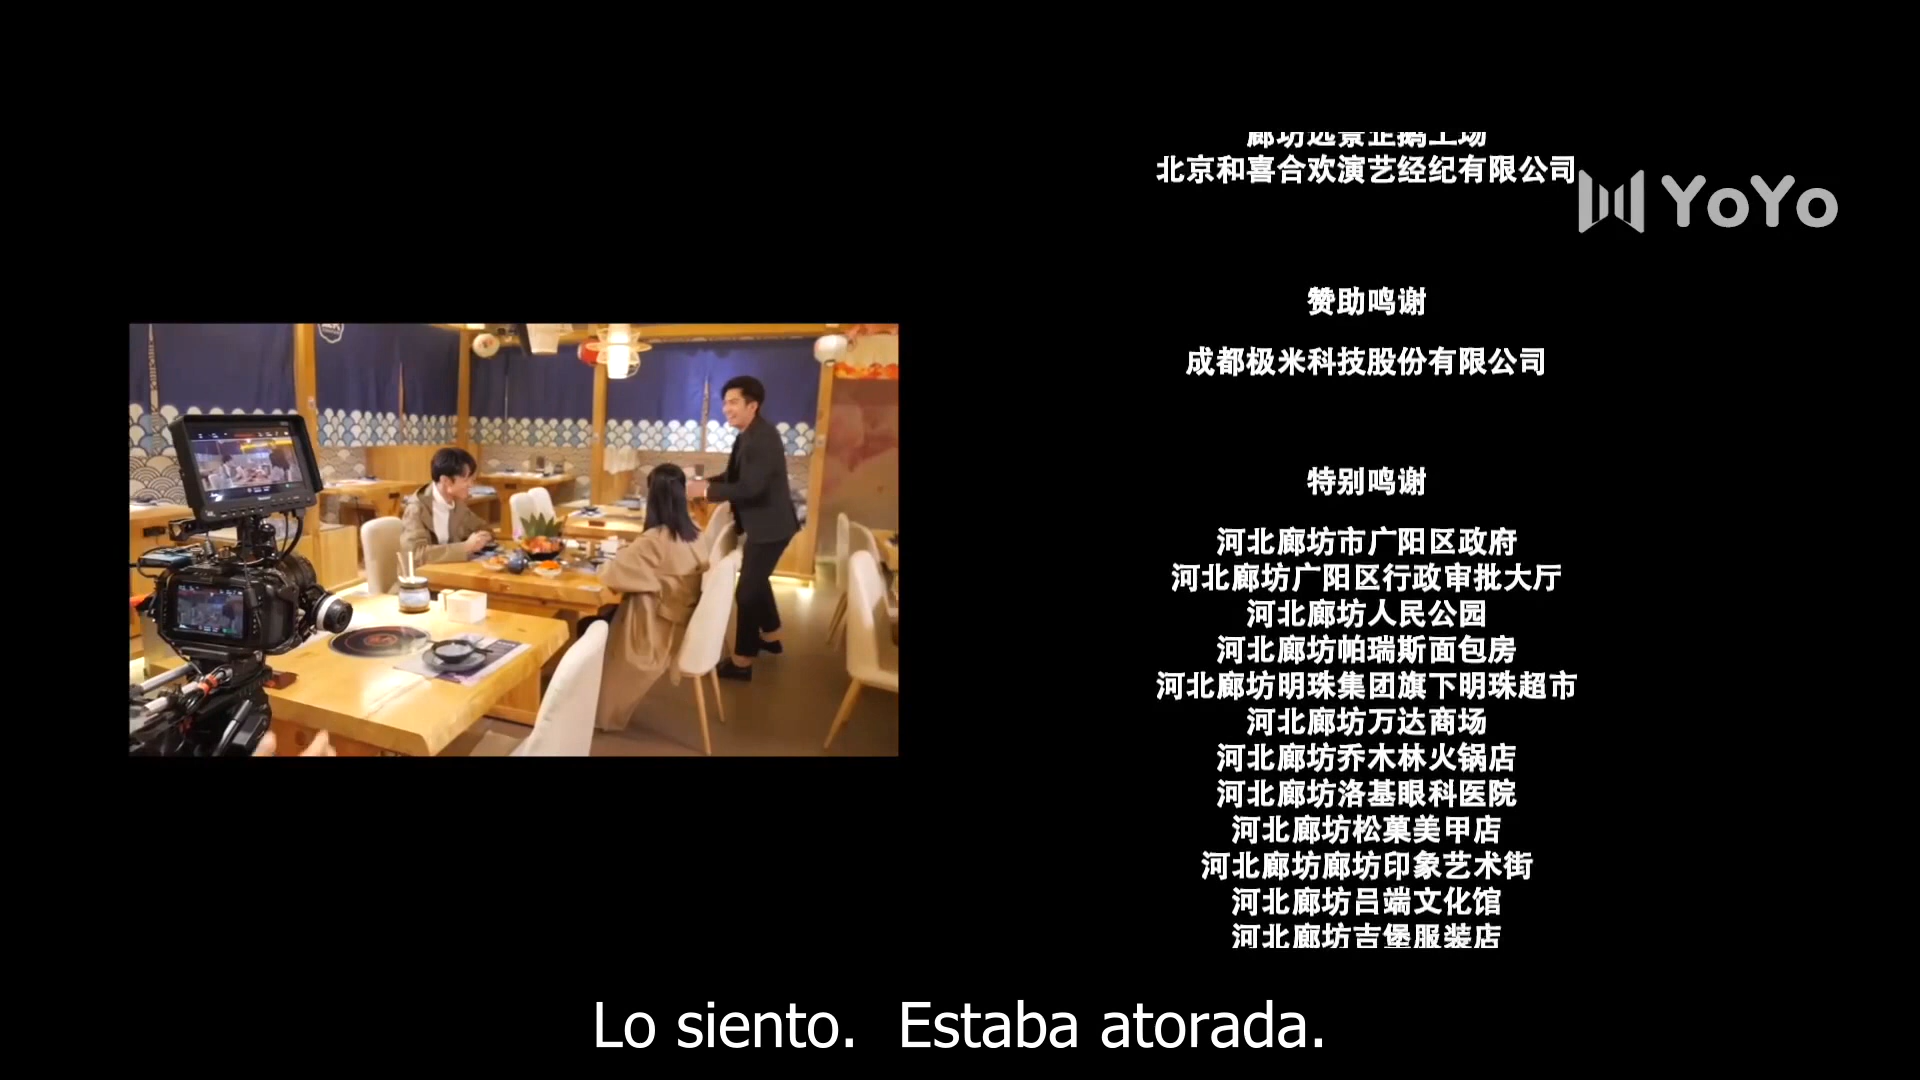 廊坊远景企鹅工场
北京和喜合欢演艺经纪有限公司
YoYo
赞助鸣谢
成都极米科技股份有限公司
特别鸣谢
河北廊坊市广阳区政府
河北廊坊广阳区行政审批大厅
河北廊坊人民公园
河北廊坊帕瑞斯面包房
河北廊坊明珠集团旗下明珠超市
河北廊坊万达商场
河北廊坊乔木林火锅店
河北廊坊洛基眼科医院
河北廊坊松菓美甲店
河北廊坊廊坊印象艺术街
河北廊坊吕端文化馆
河北廊坊吉堡服装店
Lo siento. Estaba atorada.